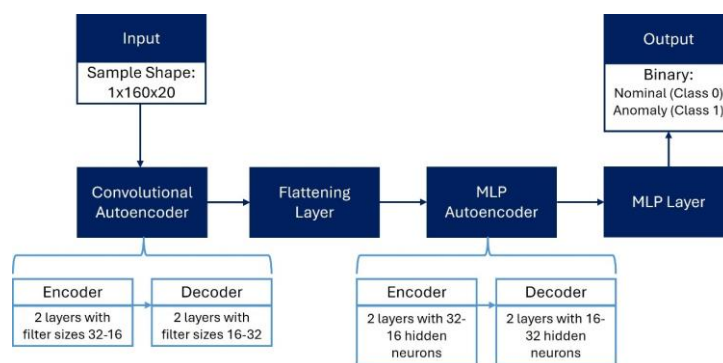 Input
Sample Shape:
1x160x20
Output
Binary:
Nominal (Class 0)
Anomaly (Class 1)
Convolutional
Autoencoder
Flattening
Layer
MLP
Autoencoder
MLP Layer
Encoder
2 layers with
filter sizes 32-16
Decoder
2 layers with
filter sizes 16-32
Encoder
2 layers with 32-
16 hidden
neurons
Decoder
2 layers with 16-
32 hidden
neurons